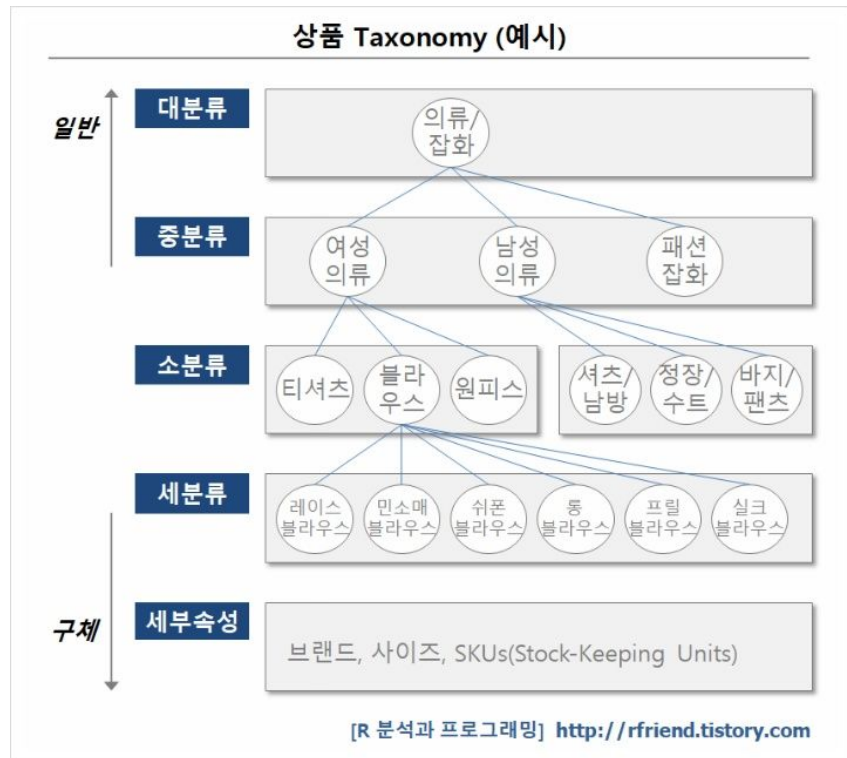 상품 Taxonomy (예시)
일반
대분류
의류/
잡화
중분류
여성
의류
남성
의류
패션
잡화
소분류
티셔츠
블라
우스
원피스
셔츠/
남방
정장/
수트
바지/
팬츠
세분류
레이스
블라우스
민소매
블라우스
쉬폰
블라우스
롱
블라우스
프릴
블라우스
실크
블라우스
구체
세부속성
브랜드, 사이즈, SKUs(Stock-Keeping Units)
[R 분석과 프로그래밍] http://rfriend.tistory.com